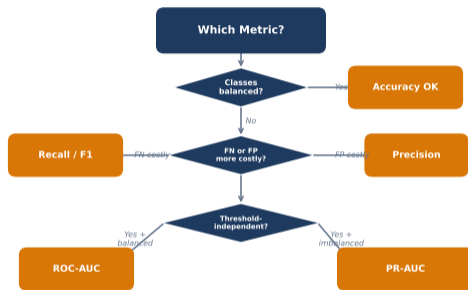 Which Metric?
Classes
balanced?
Yes
Accuracy OK
No
Recall / F1
FN costly
FN or FP
more costly?
FP costly
Precision
Threshold-
independent?
Yes +
balanced
Yes +
imbalanced
ROC-AUC
PR-AUC